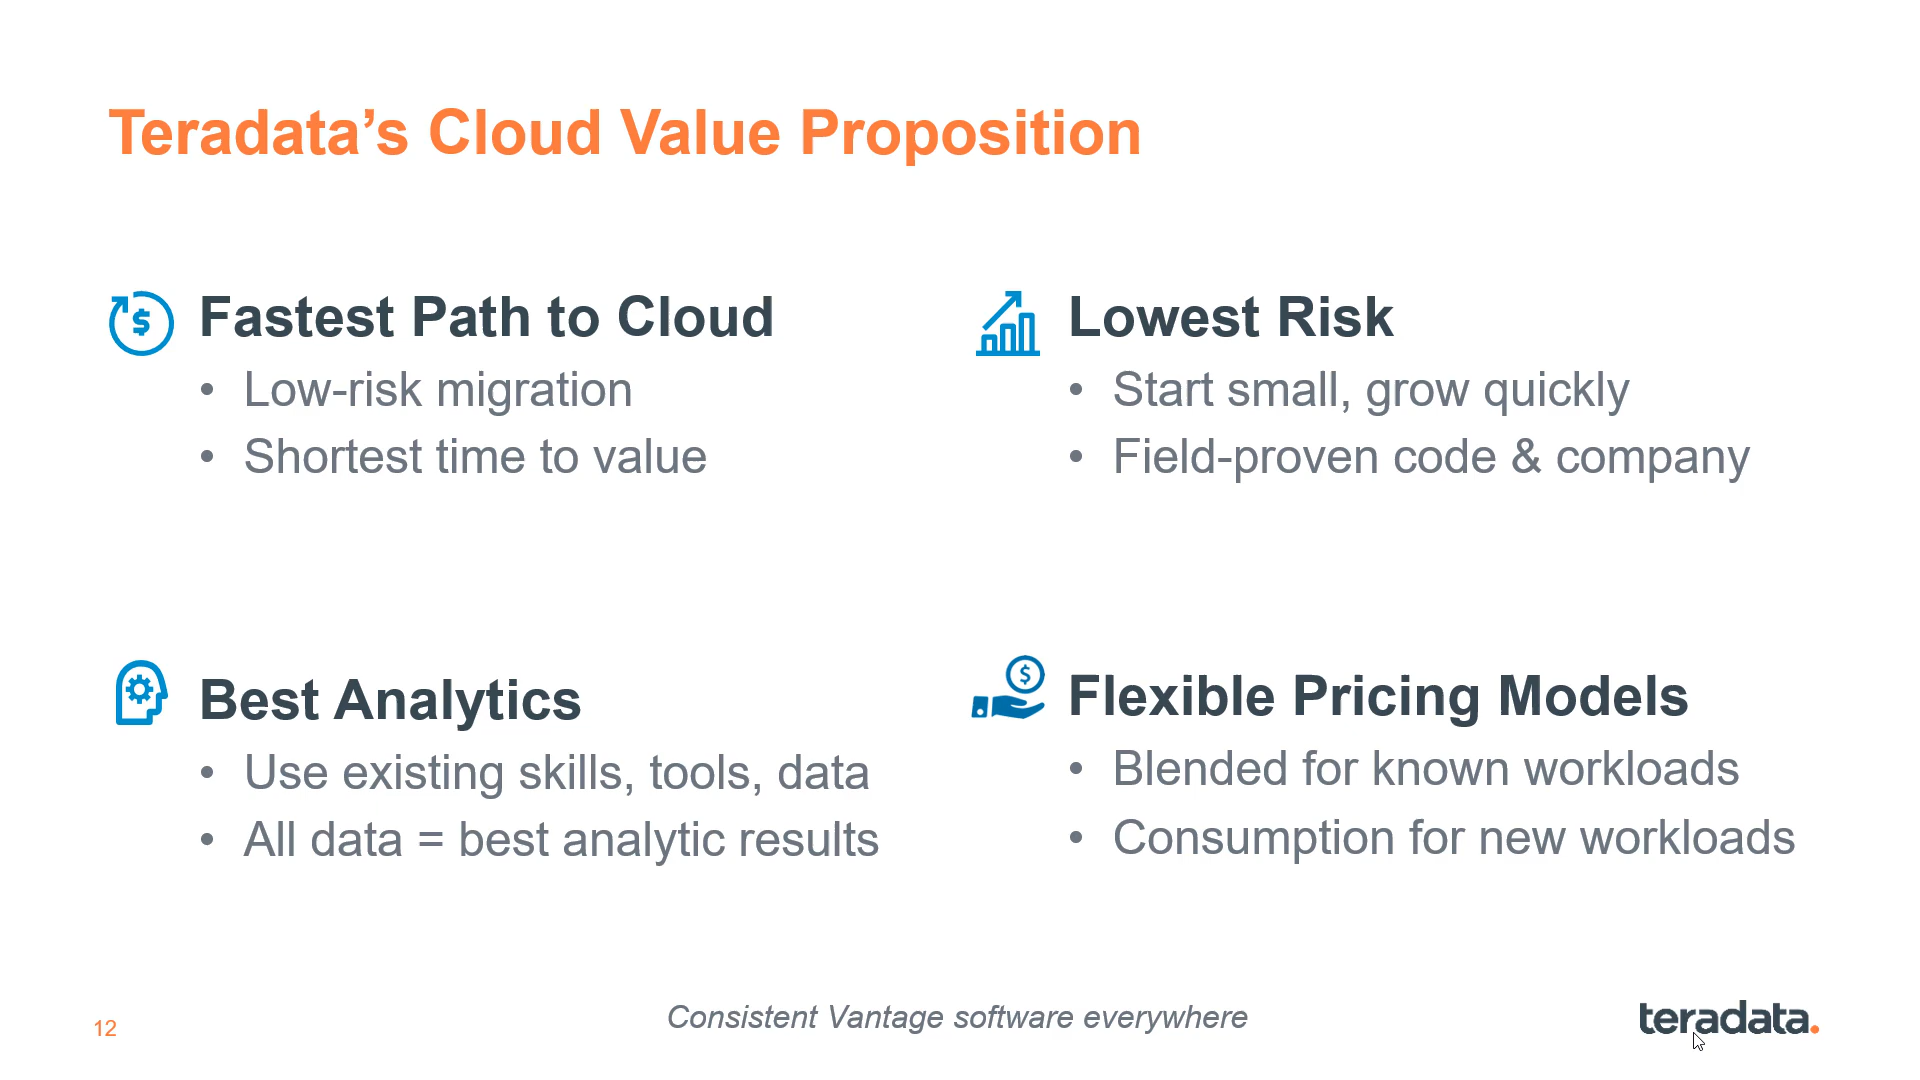 Teradata’s Cloud Value Proposition
Fastest Path to Cloud
• Low-risk migration
• Shortest time to value
Lowest Risk
• Start small, grow quickly
• Field-proven code & company
Best Analytics
• Use existing skills, tools, data
• All data = best analytic results
Flexible Pricing Models
• Blended for known workloads
• Consumption for new workloads
12
Consistent Vantage software everywhere
teradata.